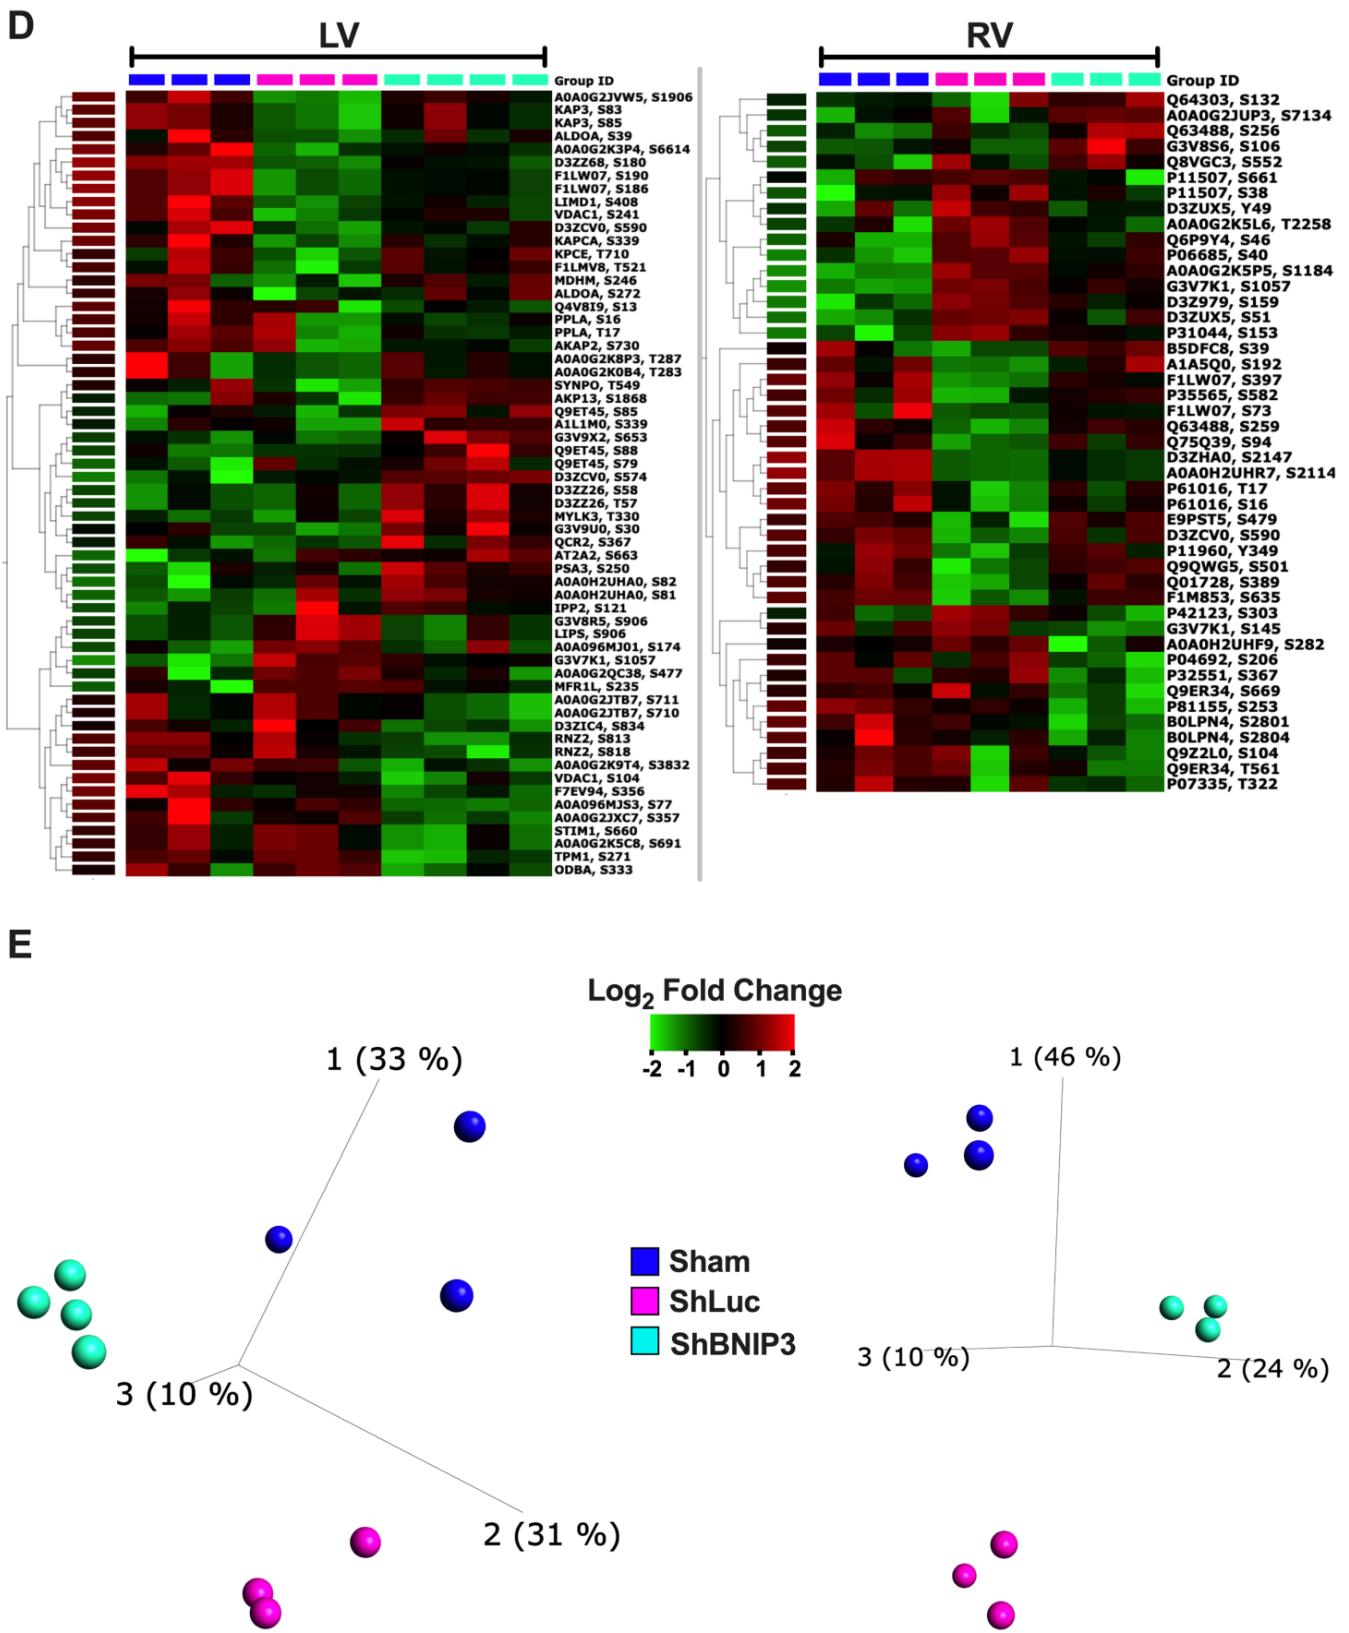 D
LV
RV
Group ID
A0A0G2JVW5, S1906
KAP3, S83
KAP3, S85
ALDOA, S39
A0A0G2K3P4, S6614
D3ZZ68, S180
F1LW07, S190
F1LW07, S186
LIMD1, S408
VDAC1, S241
D3ZCV0, S590
KAPCA, S339
KPCE, T710
F1LMV8, T521
MDHM, S246
ALDOA, S272
Q4V8I9, S13
PPLA, S16
PPLA, T17
AKAP2, S730
A0A0G2K8P3, T287
A0A0G2K0B4, T283
SYNPO, T549
AKP13, S1868
Q9ET45, S85
A1L1M0, S339
G3V9X2, S653
Q9ET45, S88
Q9ET45, S79
D3ZCV0, S574
D3ZZ26, S58
D3ZZ26, T57
MYLK3, T330
G3V9U0, S30
QCR2, S367
AT2A2, S663
PSA3, S250
A0A0H2UHA0, S82
A0A0H2UHA0, S81
IPP2, S121
G3V8R5, S906
LIPS, S906
A0A096MJ01, S174
G3V7K1, S1057
A0A0G2QC38, S477
MFR1L, S235
A0A0G2JTB7, S711
A0A0G2JTB7, S710
D3ZIC4, S834
RNZ2, S813
RNZ2, S818
A0A0G2K9T4, S3832
VDAC1, S104
F7EV94, S356
A0A096MJS3, S77
A0A0G2JXC7, S357
STIM1, S660
A0A0G2K5C8, S691
TPM1, S271
ODBA, S333
Group ID
Q64303, S132
A0A0G2JUP3, S7134
Q63488, S256
G3V8S6, S106
Q8VGC3, S552
P11507, S661
P11507, S38
D3ZUX5, Y49
A0A0G2K5L6, T2258
Q6P9Y4, S46
P06685, S40
A0A0G2K5P5, S1184
G3V7K1, S1057
D3Z979, S159
D3ZUX5, S51
P31044, S153
B5DFC8, S39
A1A5Q0, S192
F1LW07, S397
P35565, S582
F1LW07, S73
Q63488, S259
Q75Q39, S94
D3ZHA0, S2147
A0A0H2UHR7, S2114
P61016, T17
P61016, S16
E9PST5, S479
D3ZCV0, S590
P11960, Y349
Q9QWG5, S501
Q01728, S389
F1M853, S635
P42123, S303
G3V7K1, S145
A0A0H2UHF9, S282
P04692, S206
P32551, S367
Q9ER34, S669
P81155, S253
B0LPN4, S2801
B0LPN4, S2804
Q9Z2L0, S104
Q9ER34, T561
P07335, T322
E
Log2 Fold Change
-2 -1 0 1 2
1 (33 %)
3 (10 %)
2 (31 %)
Sham
ShLuc
ShBNIP3
1 (46 %)
3 (10 %)
2 (24 %)